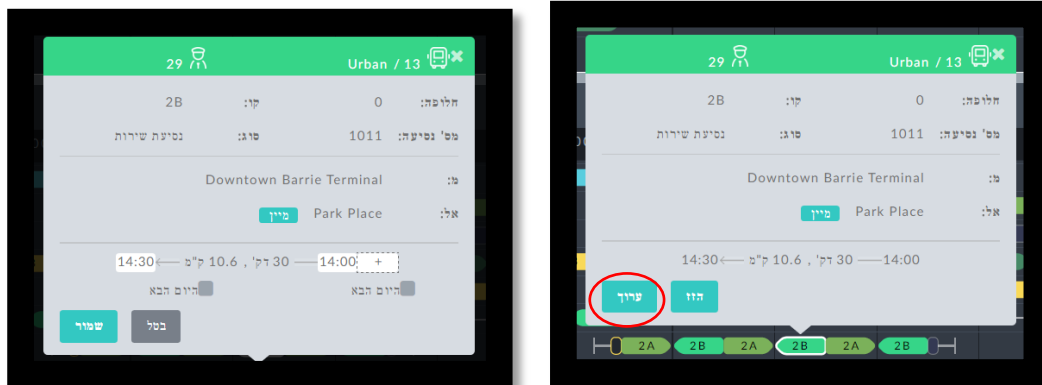 Urban / 13 29
חלופה: 0 קו: 2B
מס' נסיעה: 1011 סוג: נסיעת שירות
מ: Downtown Barrie Terminal
אל: Park Place מיין
14:00 — 30 דק' , 10.6 ק"מ ← 14:30
הזז ערוך
2A 2B 2A 2B 2A 2B
Urban / 13 29
חלופה: 0 קו: 2B
מס' נסיעה: 1011 סוג: נסיעת שירות
מ: Downtown Barrie Terminal
אל: Park Place מיין
+ 14:00 — 30 דק' , 10.6 ק"מ ← 14:30
היום הבא היום הבא
בטל שמור